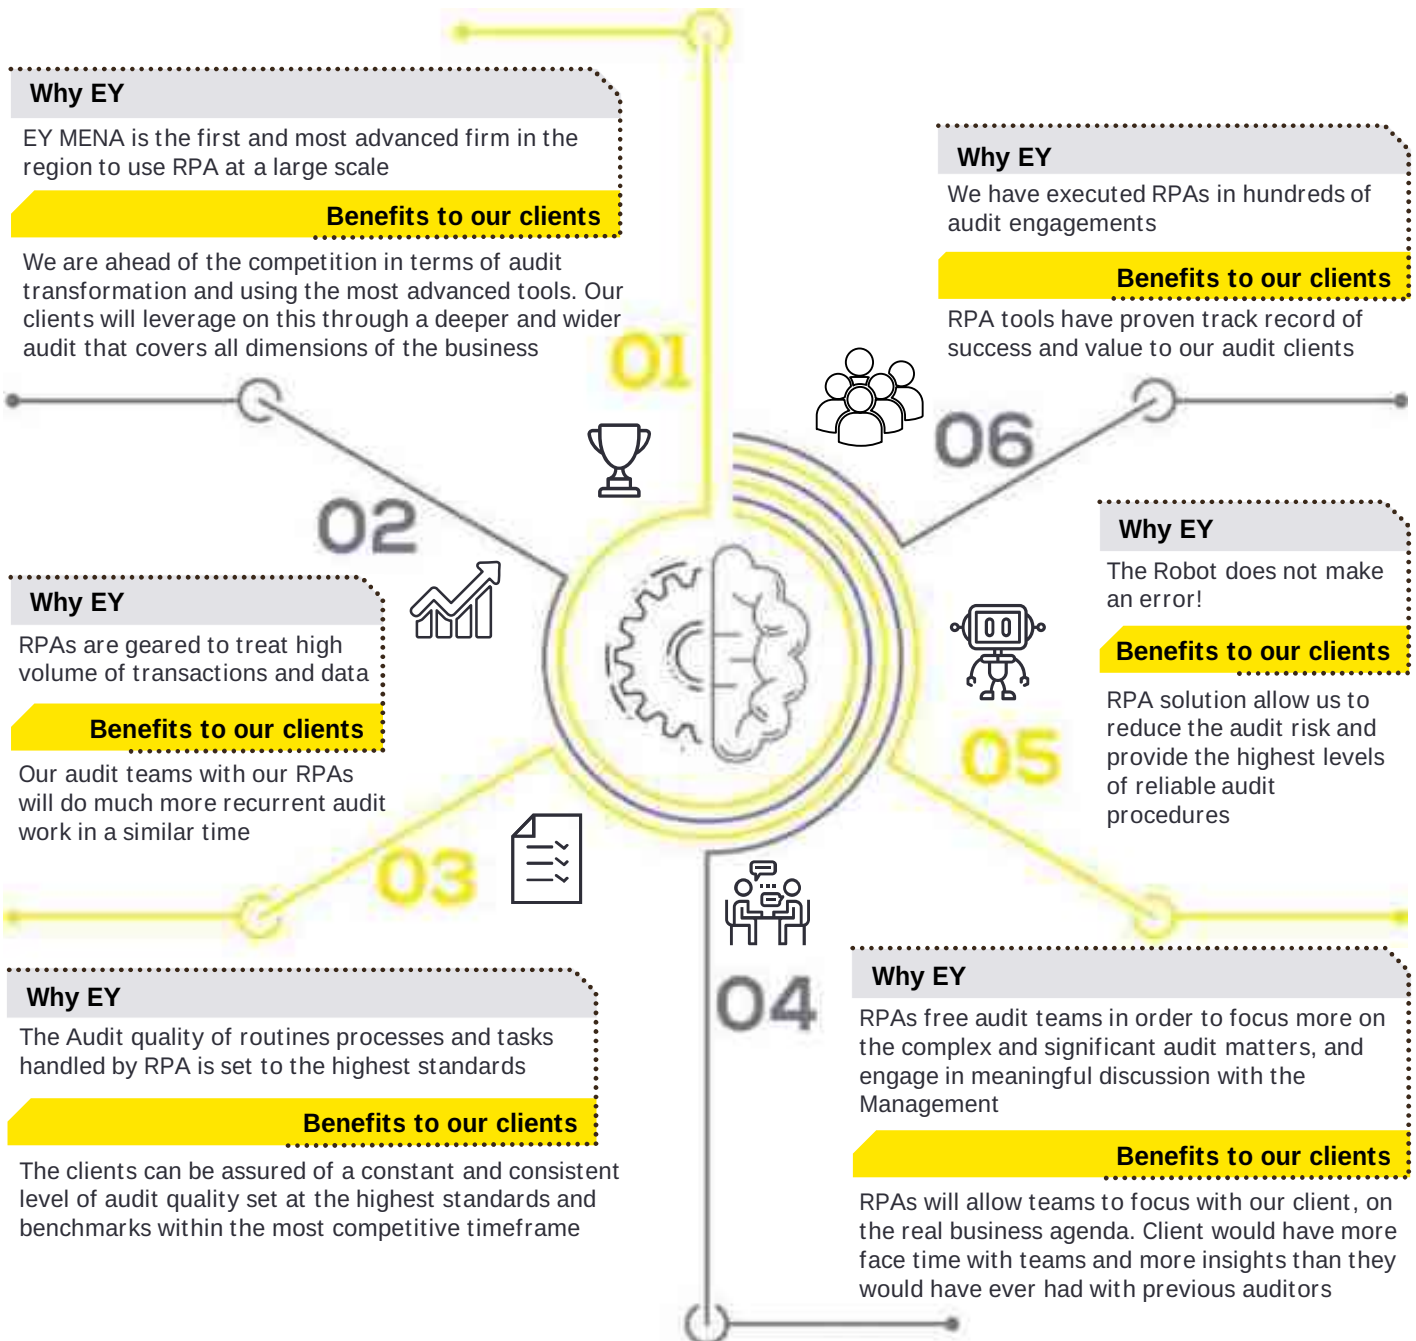 Why EY
EY MENA is the first and most advanced firm in the
region to use RPA at a large scale
Benefits to our clients
We are ahead of the competition in terms of audit
transformation and using the most advanced tools. Our
clients will leverage on this through a deeper and wider
audit that covers all dimensions of the business
01
02
Why EY
RPAs are geared to treat high
volume of transactions and data
Benefits to our clients
Our audit teams with our RPAs
will do much more recurrent audit
work in a similar time
03
Why EY
The Audit quality of routines processes and tasks
handled by RPA is set to the highest standards
Benefits to our clients
The clients can be assured of a constant and consistent
level of audit quality set at the highest standards and
benchmarks within the most competitive timeframe
04
Why EY
RPAs free audit teams in order to focus more on
the complex and significant audit matters, and
engage in meaningful discussion with the
Management
Benefits to our clients
RPAs will allow teams to focus with our client, on
the real business agenda. Client would have more
face time with teams and more insights than they
would have ever had with previous auditors
05
Why EY
The Robot does not make
an error!
Benefits to our clients
RPA solution allow us to
reduce the audit risk and
provide the highest levels
of reliable audit
procedures
06
Why EY
We have executed RPAs in hundreds of
audit engagements
Benefits to our clients
RPA tools have proven track record of
success and value to our audit clients